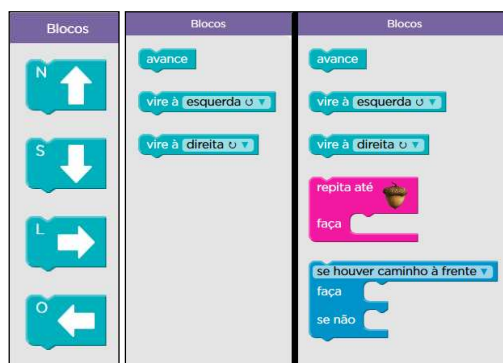 Blocos
N
S
L
O
Blocos
avance
vire à esquerda ↺ ▼
vire à direita ↻ ▼
Blocos
avance
vire à esquerda ↺ ▼
vire à direita ↻ ▼
repita até
faça
se houver caminho à frente ▼
faça
se não